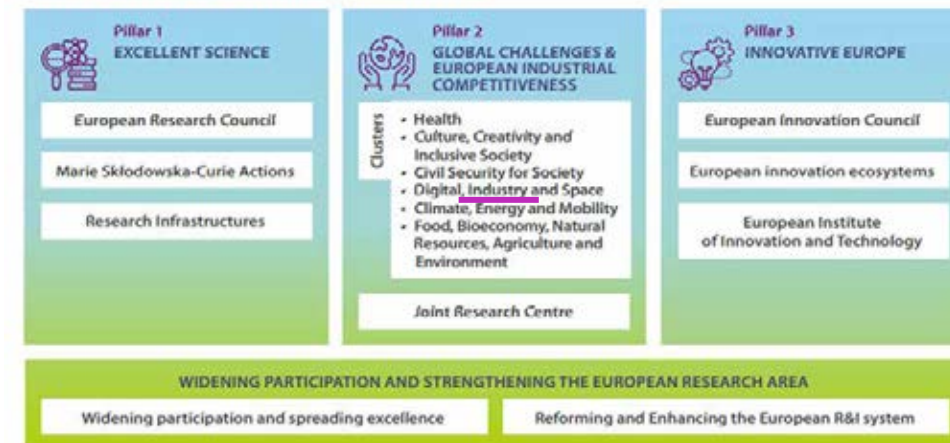 Pillar 1
EXCELLENT SCIENCE
European Research Council
Marie Skłodowska-Curie Actions
Research Infrastructures
Pillar 2
GLOBAL CHALLENGES &
EUROPEAN INDUSTRIAL
COMPETITIVENESS
Clusters
• Health
• Culture, Creativity and
Inclusive Society
• Civil Security for Society
• Digital, Industry and Space
• Climate, Energy and Mobility
• Food, Bioeconomy, Natural
Resources, Agriculture and
Environment
Joint Research Centre
Pillar 3
INNOVATIVE EUROPE
European Innovation Council
European innovation ecosystems
European Institute
of Innovation and Technology
WIDENING PARTICIPATION AND STRENGTHENING THE EUROPEAN RESEARCH AREA
Widening participation and spreading excellence
Reforming and Enhancing the European R&I system